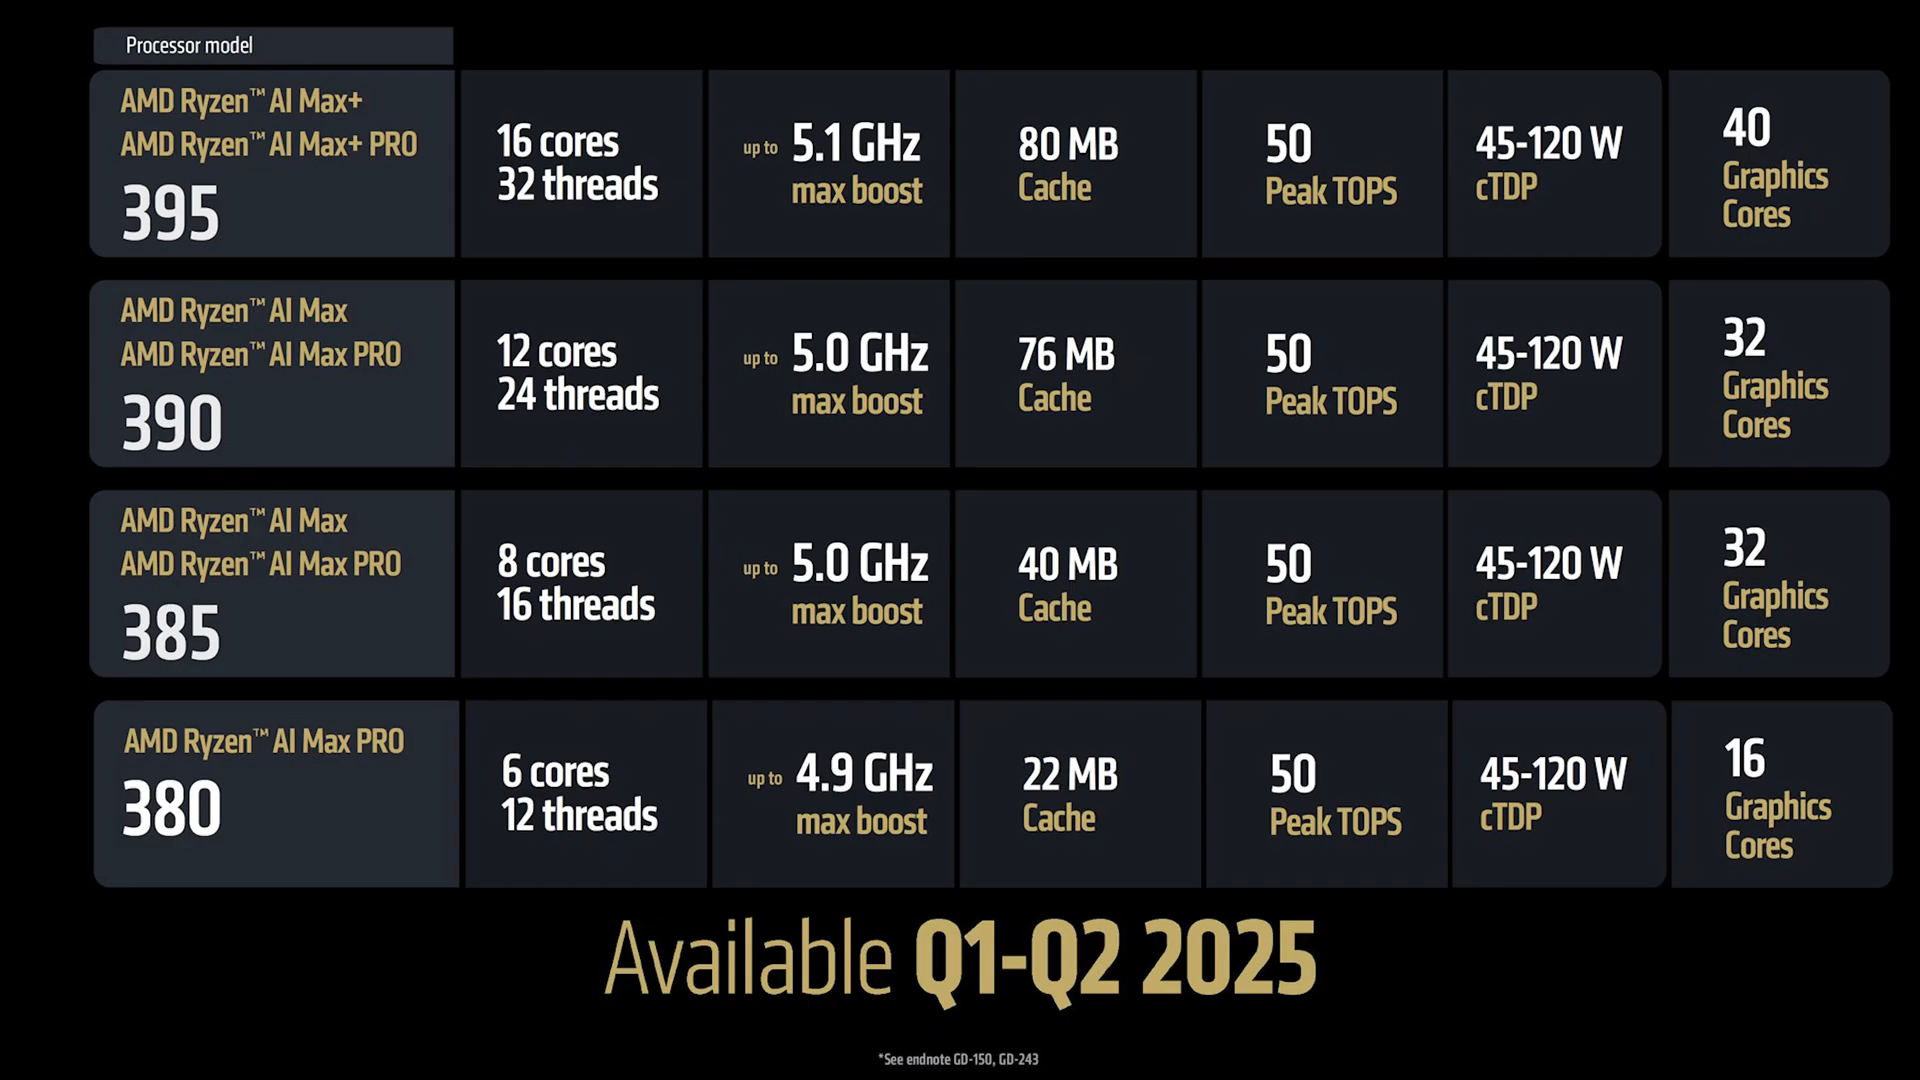 Processor model
AMD Ryzen™ AI Max+
AMD Ryzen™ AI Max+ PRO
395
16 cores
32 threads
up to 5.1 GHz
max boost
80 MB
Cache
50
Peak TOPS
45-120 W
cTDP
40
Graphics
Cores
AMD Ryzen™ AI Max
AMD Ryzen™ AI Max PRO
390
12 cores
24 threads
up to 5.0 GHz
max boost
76 MB
Cache
50
Peak TOPS
45-120 W
cTDP
32
Graphics
Cores
AMD Ryzen™ AI Max
AMD Ryzen™ AI Max PRO
385
8 cores
16 threads
up to 5.0 GHz
max boost
40 MB
Cache
50
Peak TOPS
45-120 W
cTDP
32
Graphics
Cores
AMD Ryzen™ AI Max PRO
380
6 cores
12 threads
up to 4.9 GHz
max boost
22 MB
Cache
50
Peak TOPS
45-120 W
cTDP
16
Graphics
Cores
Available Q1-Q2 2025
*See endnote GD-150, GD-243